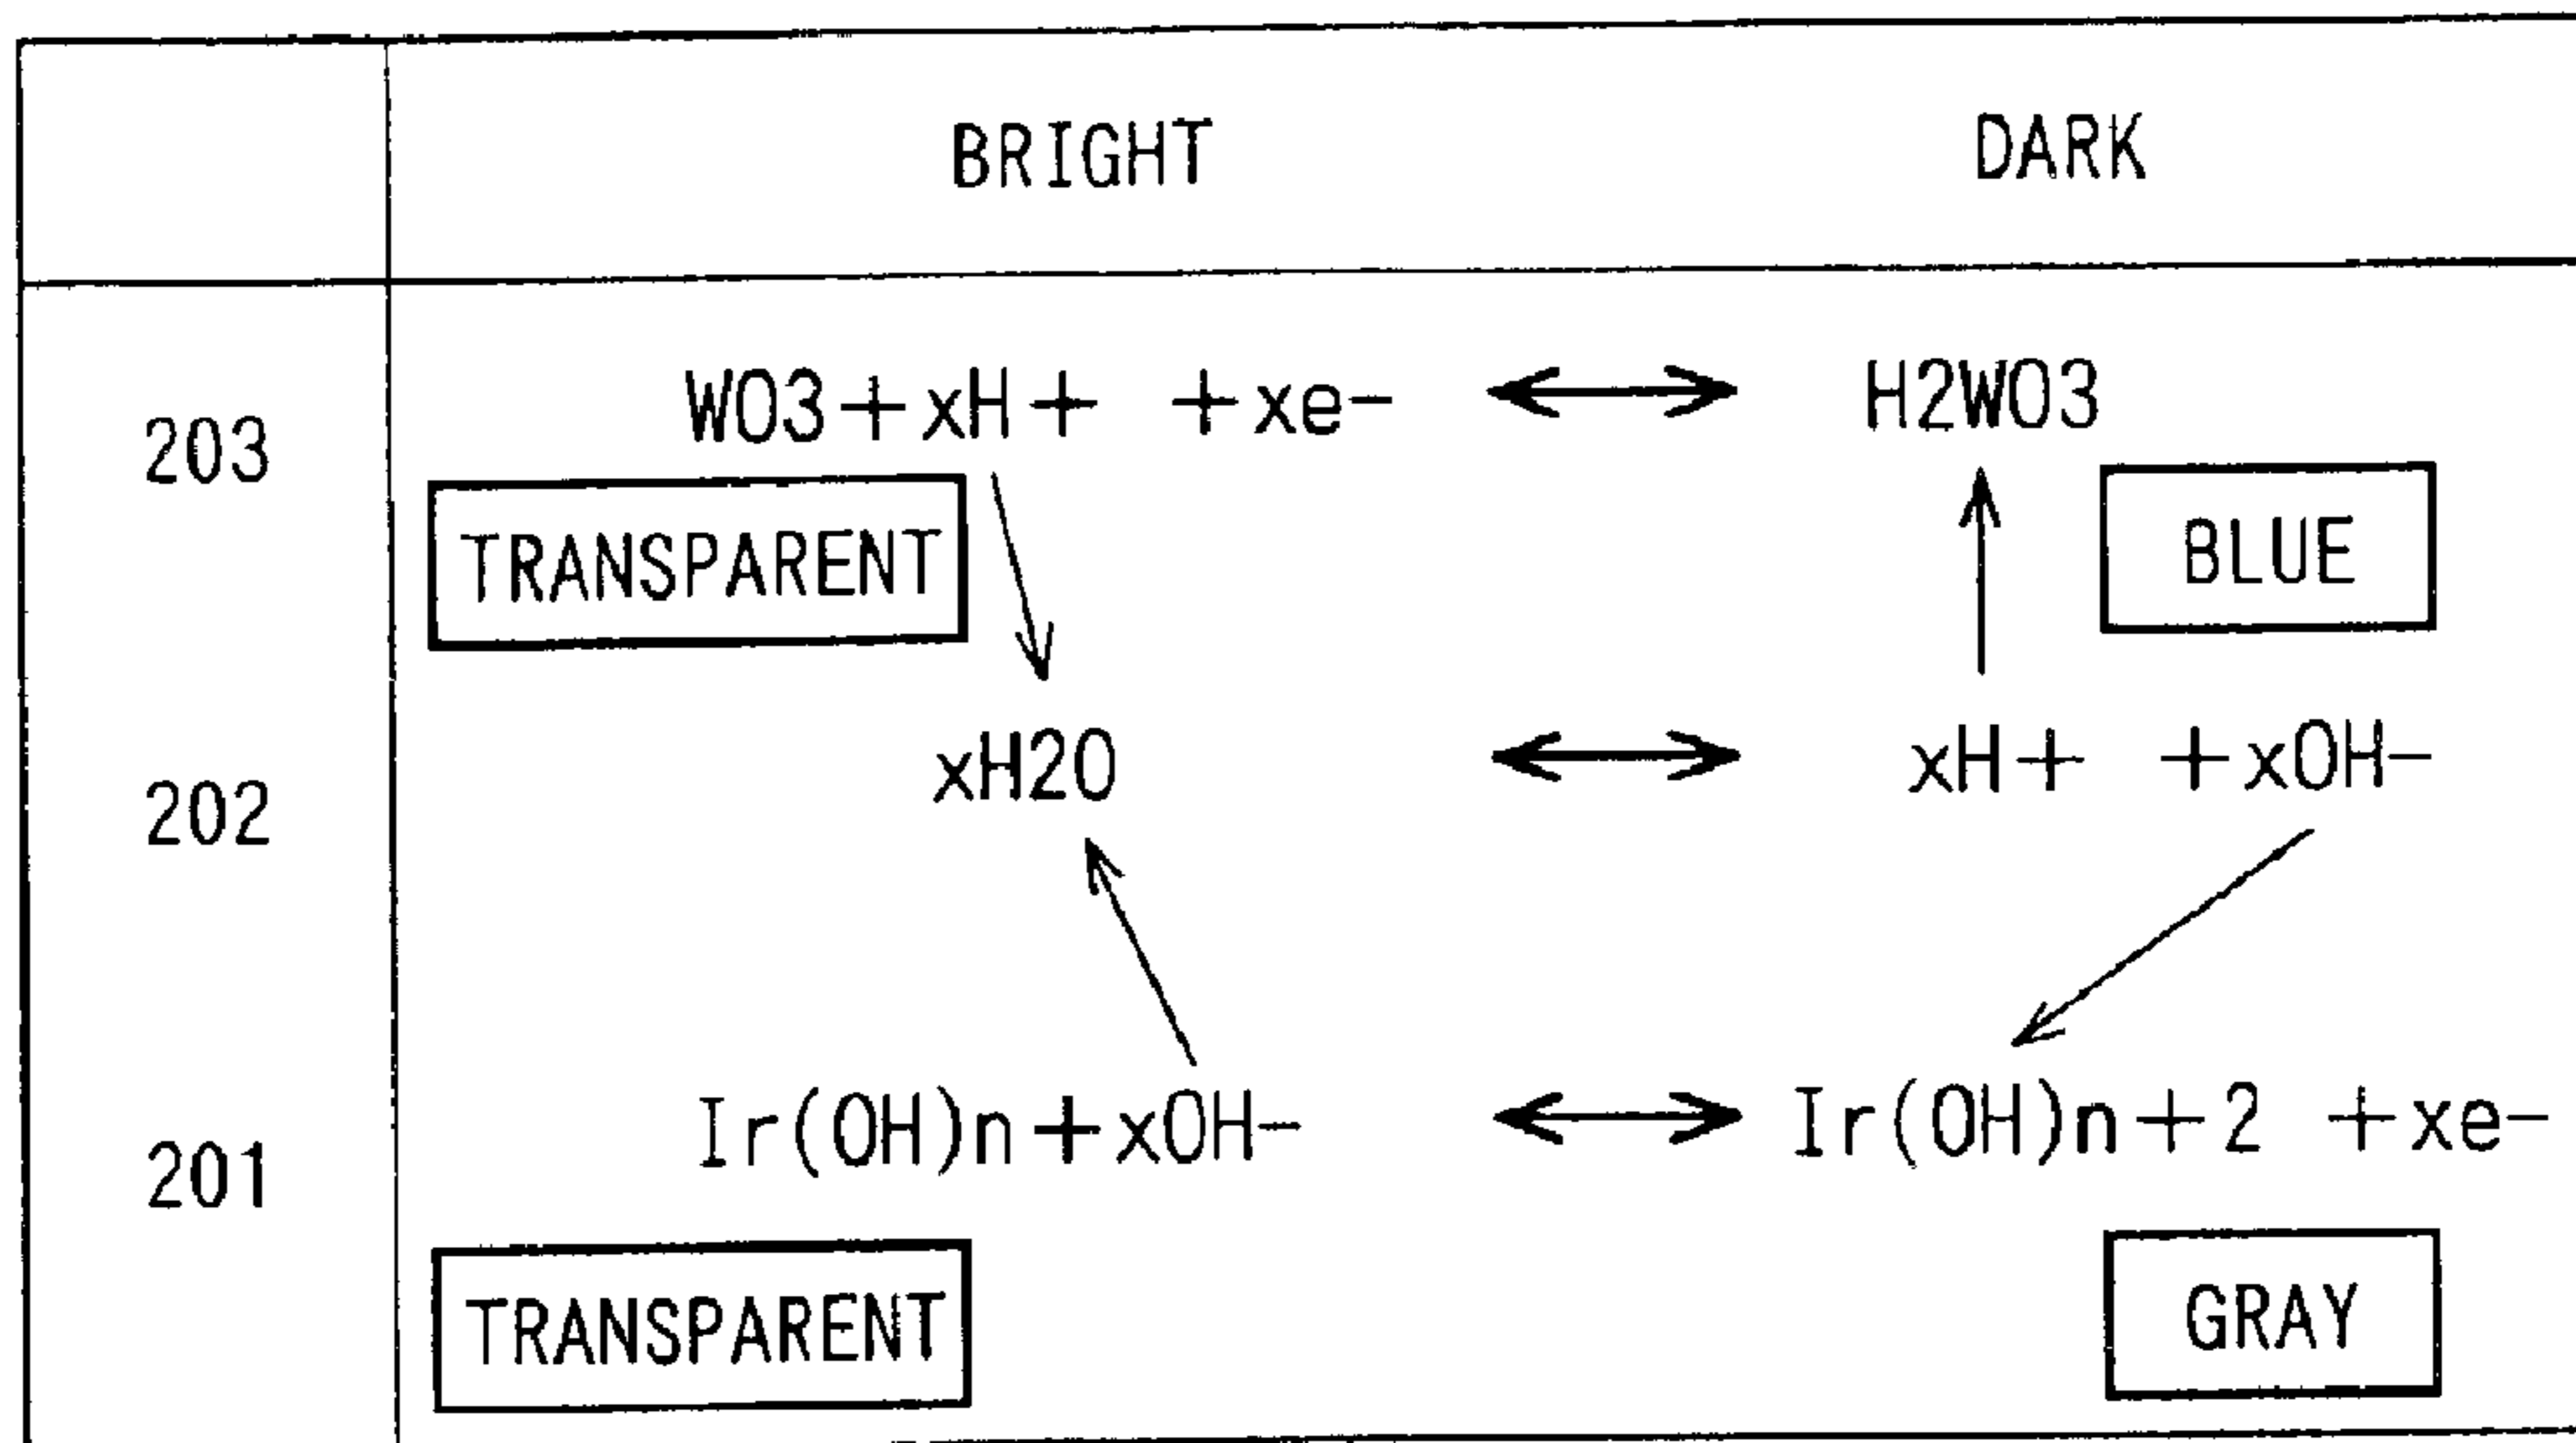 BRIGHT DARK
203 WO3+xH+ +xe- ↔ H2WO3
TRANSPARENT BLUE
202 xH2O ↔ xH+ +xOH-
201 Ir(OH)n+xOH- ↔ Ir(OH)n+2 +xe-
TRANSPARENT GRAY